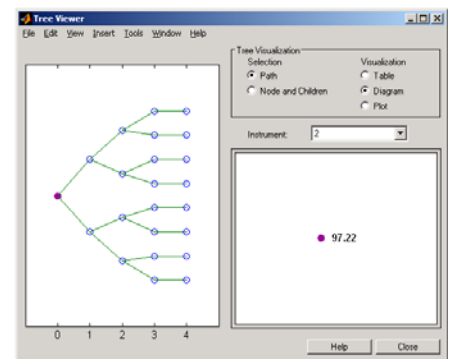 Tree Viewer
File Edit View Insert Tools Window Help
Tree Visualization
Selection Visualization
Path Table
Node and Children Diagram
Plot
Instrument: 2
97.22
0 1 2 3 4
Help Close